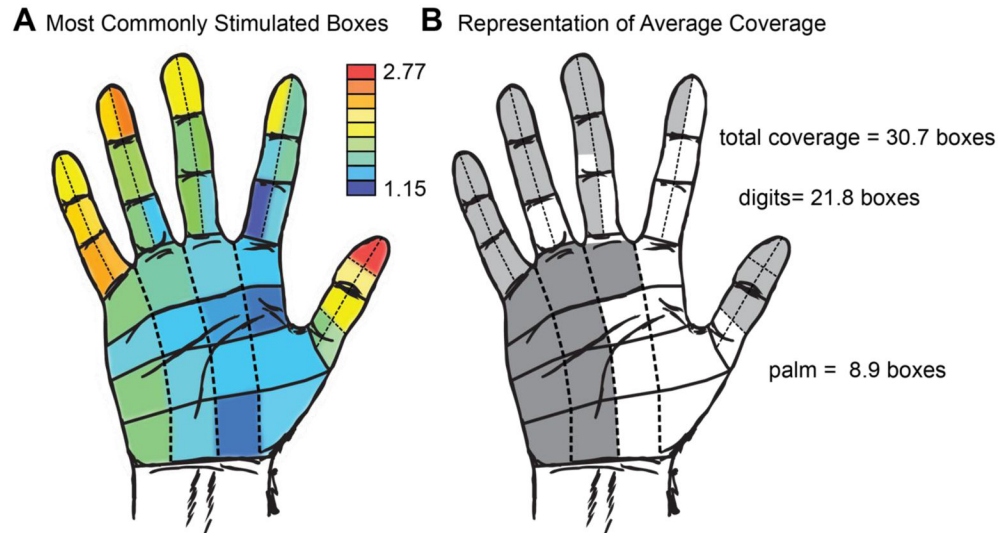 A Most Commonly Stimulated Boxes
2.77
1.15
B Representation of Average Coverage
total coverage = 30.7 boxes
digits= 21.8 boxes
palm = 8.9 boxes